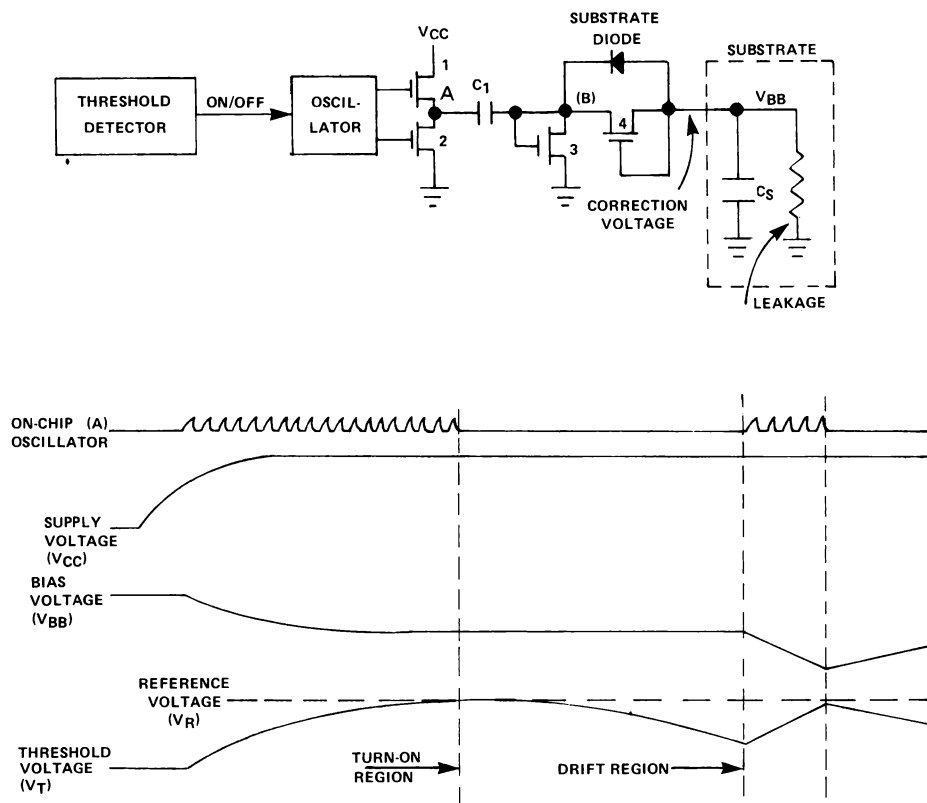 SUBSTRATE
DIODE
SUBSTRATE
VCC
1
THRESHOLD
DETECTOR
ON/OFF
OSCIL-
LATOR
A
C1
(B)
4
VBB
2
3
CORRECTION
VOLTAGE
CS
LEAKAGE
ON-CHIP (A)
OSCILLATOR
SUPPLY
VOLTAGE
(VCC)
BIAS
VOLTAGE
(VBB)
REFERENCE
VOLTAGE
(VR)
THRESHOLD
VOLTAGE
(VT)
TURN-ON
REGION
DRIFT REGION